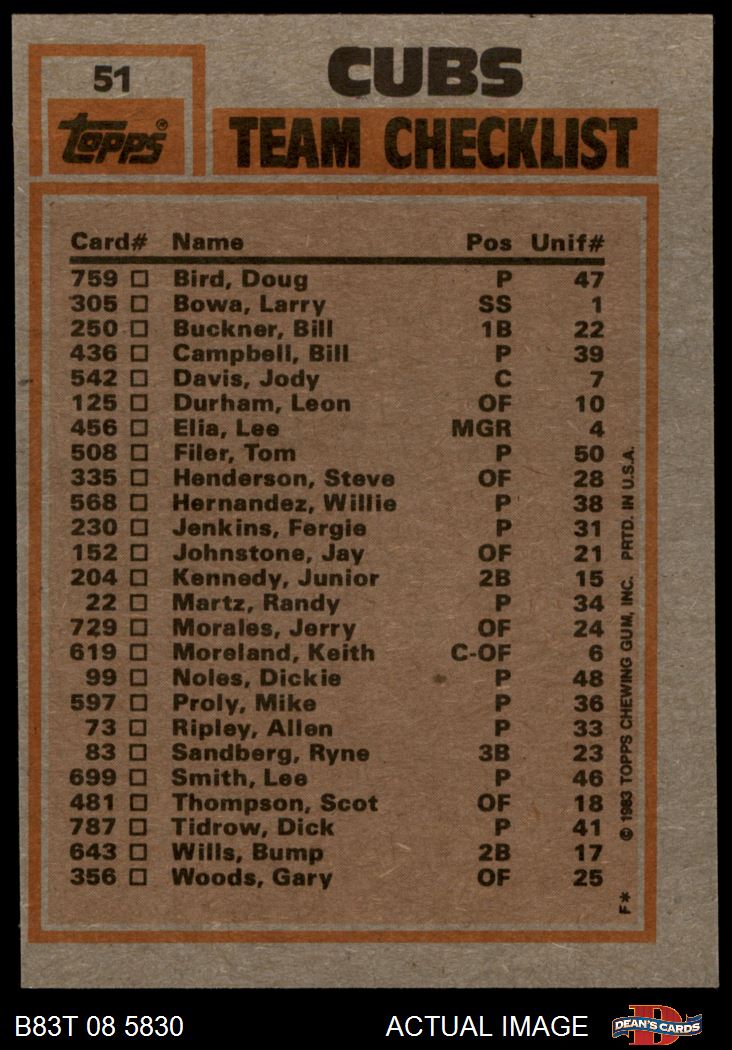 51
CUBS
topps®
TEAM CHECKLIST
Card# Name Pos Unif#
759 Bird, Doug P 47
305 Bowa, Larry SS 1
250 Buckner, Bill 1B 22
436 Campbell, Bill P 39
542 Davis, Jody C 7
125 Durham, Leon OF 10
456 Elia, Lee MGR 4
508 Filer, Tom P 50
335 Henderson, Steve OF 28
568 Hernandez, Willie P 38
230 Jenkins, Fergie P 31
152 Johnstone, Jay OF 21
204 Kennedy, Junior 2B 15
22 Martz, Randy P 34
729 Morales, Jerry OF 24
619 Moreland, Keith C-OF 6
99 Noles, Dickie P 48
597 Proly, Mike P 36
73 Ripley, Allen P 33
83 Sandberg, Ryne 3B 23
699 Smith, Lee P 46
481 Thompson, Scot OF 18
787 Tidrow, Dick P 41
643 Wills, Bump 2B 17
356 Woods, Gary OF 25
F* © 1983 TOPPS CHEWING GUM, INC. PRTD. IN U.S.A.
B83T 08 5830
ACTUAL IMAGE
D
DEAN'S CARDS